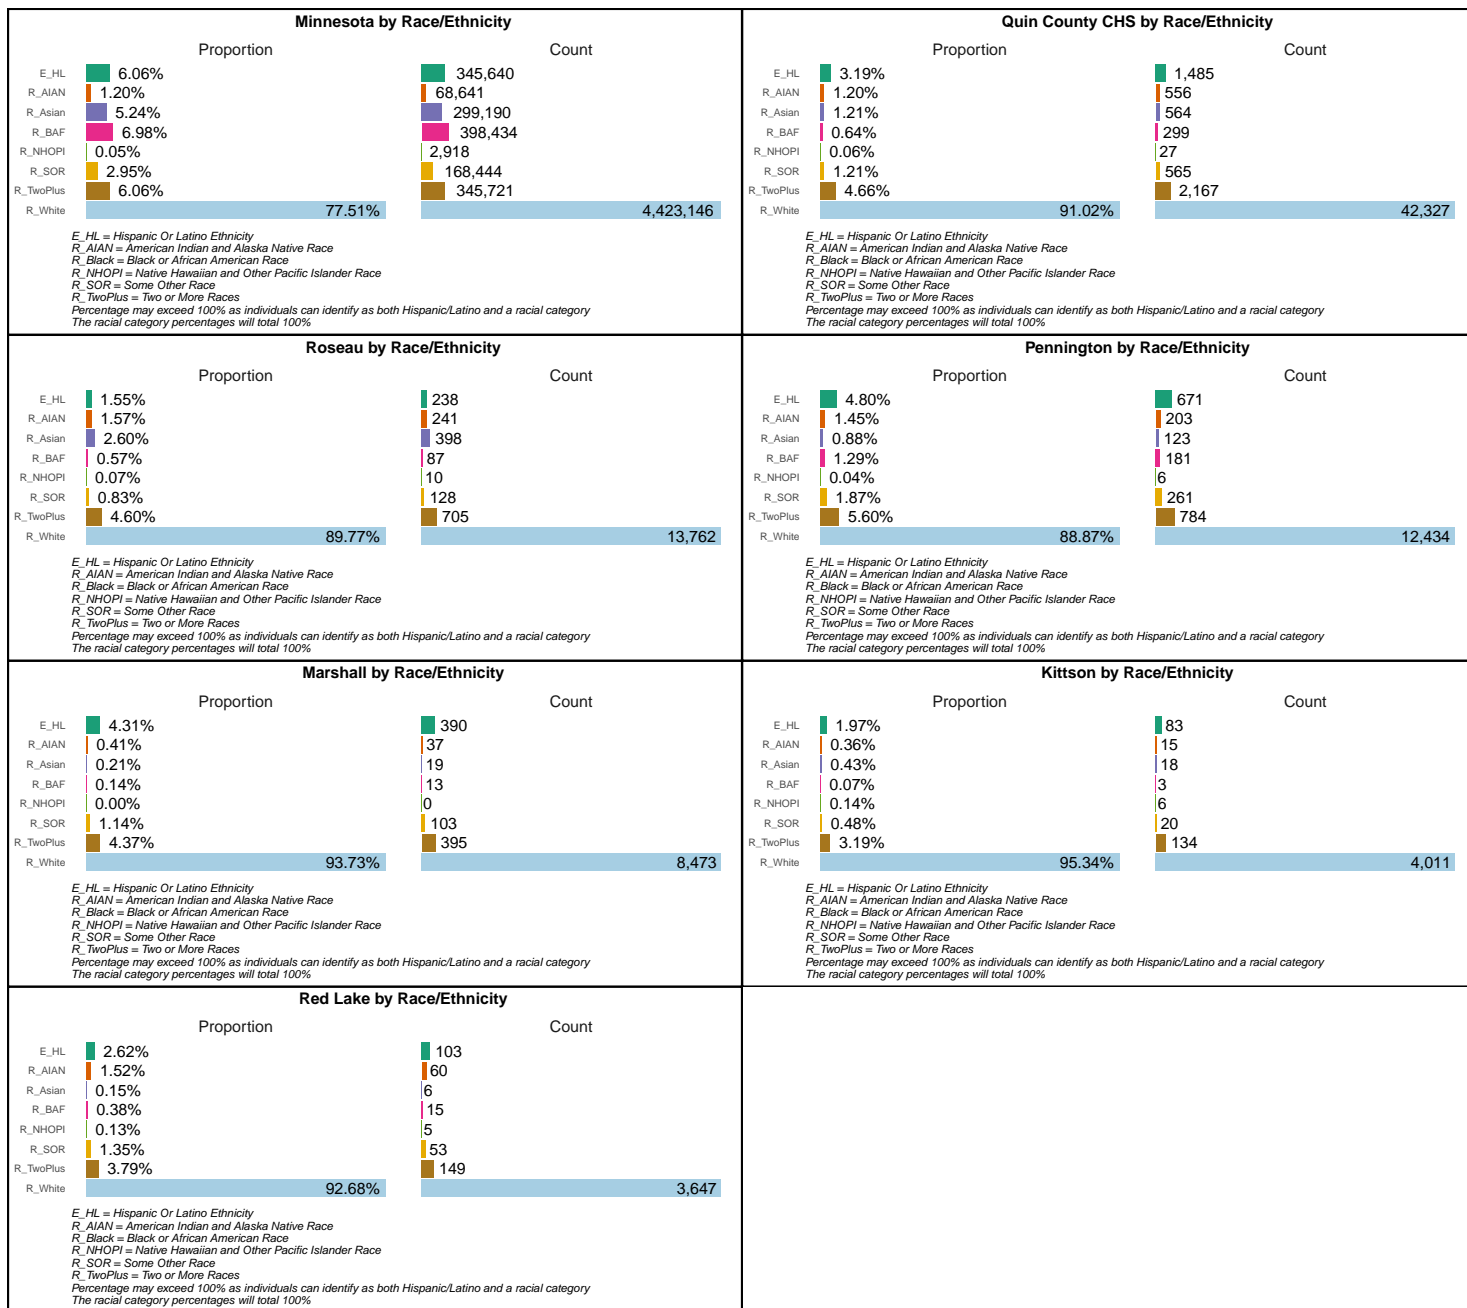 Minnesota by Race/Ethnicity
Proportion Count
E_HL 6.06% 345,640
R_AIAN 1.20% 68,641
R_Asian 5.24% 299,190
R_BAF 6.98% 398,434
R_NHOPI 0.05% 2,918
R_SOR 2.95% 168,444
R_TwoPlus 6.06% 345,721
R_White 77.51% 4,423,146
E_HL = Hispanic Or Latino Ethnicity
R_AIAN = American Indian and Alaska Native Race
R_Black = Black or African American Race
R_NHOPI = Native Hawaiian and Other Pacific Islander Race
R_SOR = Some Other Race
R_TwoPlus = Two or More Races
Percentage may exceed 100% as individuals can identify as both Hispanic/Latino and a racial category
The racial category percentages will total 100%
Quin County CHS by Race/Ethnicity
Proportion Count
E_HL 3.19% 1,485
R_AIAN 1.20% 556
R_Asian 1.21% 564
R_BAF 0.64% 299
R_NHOPI 0.06% 27
R_SOR 1.21% 565
R_TwoPlus 4.66% 2,167
R_White 91.02% 42,327
E_HL = Hispanic Or Latino Ethnicity
R_AIAN = American Indian and Alaska Native Race
R_Black = Black or African American Race
R_NHOPI = Native Hawaiian and Other Pacific Islander Race
R_SOR = Some Other Race
R_TwoPlus = Two or More Races
Percentage may exceed 100% as individuals can identify as both Hispanic/Latino and a racial category
The racial category percentages will total 100%
Roseau by Race/Ethnicity
Proportion Count
E_HL 1.55% 238
R_AIAN 1.57% 241
R_Asian 2.60% 398
R_BAF 0.57% 87
R_NHOPI 0.07% 10
R_SOR 0.83% 128
R_TwoPlus 4.60% 705
R_White 89.77% 13,762
E_HL = Hispanic Or Latino Ethnicity
R_AIAN = American Indian and Alaska Native Race
R_Black = Black or African American Race
R_NHOPI = Native Hawaiian and Other Pacific Islander Race
R_SOR = Some Other Race
R_TwoPlus = Two or More Races
Percentage may exceed 100% as individuals can identify as both Hispanic/Latino and a racial category
The racial category percentages will total 100%
Pennington by Race/Ethnicity
Proportion Count
E_HL 4.80% 671
R_AIAN 1.45% 203
R_Asian 0.88% 123
R_BAF 1.29% 181
R_NHOPI 0.04% 6
R_SOR 1.87% 261
R_TwoPlus 5.60% 784
R_White 88.87% 12,434
E_HL = Hispanic Or Latino Ethnicity
R_AIAN = American Indian and Alaska Native Race
R_Black = Black or African American Race
R_NHOPI = Native Hawaiian and Other Pacific Islander Race
R_SOR = Some Other Race
R_TwoPlus = Two or More Races
Percentage may exceed 100% as individuals can identify as both Hispanic/Latino and a racial category
The racial category percentages will total 100%
Marshall by Race/Ethnicity
Proportion Count
E_HL 4.31% 390
R_AIAN 0.41% 37
R_Asian 0.21% 19
R_BAF 0.14% 13
R_NHOPI 0.00% 0
R_SOR 1.14% 103
R_TwoPlus 4.37% 395
R_White 93.73% 8,473
E_HL = Hispanic Or Latino Ethnicity
R_AIAN = American Indian and Alaska Native Race
R_Black = Black or African American Race
R_NHOPI = Native Hawaiian and Other Pacific Islander Race
R_SOR = Some Other Race
R_TwoPlus = Two or More Races
Percentage may exceed 100% as individuals can identify as both Hispanic/Latino and a racial category
The racial category percentages will total 100%
Kittson by Race/Ethnicity
Proportion Count
E_HL 1.97% 83
R_AIAN 0.36% 15
R_Asian 0.43% 18
R_BAF 0.07% 3
R_NHOPI 0.14% 6
R_SOR 0.48% 20
R_TwoPlus 3.19% 134
R_White 95.34% 4,011
E_HL = Hispanic Or Latino Ethnicity
R_AIAN = American Indian and Alaska Native Race
R_Black = Black or African American Race
R_NHOPI = Native Hawaiian and Other Pacific Islander Race
R_SOR = Some Other Race
R_TwoPlus = Two or More Races
Percentage may exceed 100% as individuals can identify as both Hispanic/Latino and a racial category
The racial category percentages will total 100%
Red Lake by Race/Ethnicity
Proportion Count
E_HL 2.62% 103
R_AIAN 1.52% 60
R_Asian 0.15% 6
R_BAF 0.38% 15
R_NHOPI 0.13% 5
R_SOR 1.35% 53
R_TwoPlus 3.79% 149
R_White 92.68% 3,647
E_HL = Hispanic Or Latino Ethnicity
R_AIAN = American Indian and Alaska Native Race
R_Black = Black or African American Race
R_NHOPI = Native Hawaiian and Other Pacific Islander Race
R_SOR = Some Other Race
R_TwoPlus = Two or More Races
Percentage may exceed 100% as individuals can identify as both Hispanic/Latino and a racial category
The racial category percentages will total 100%